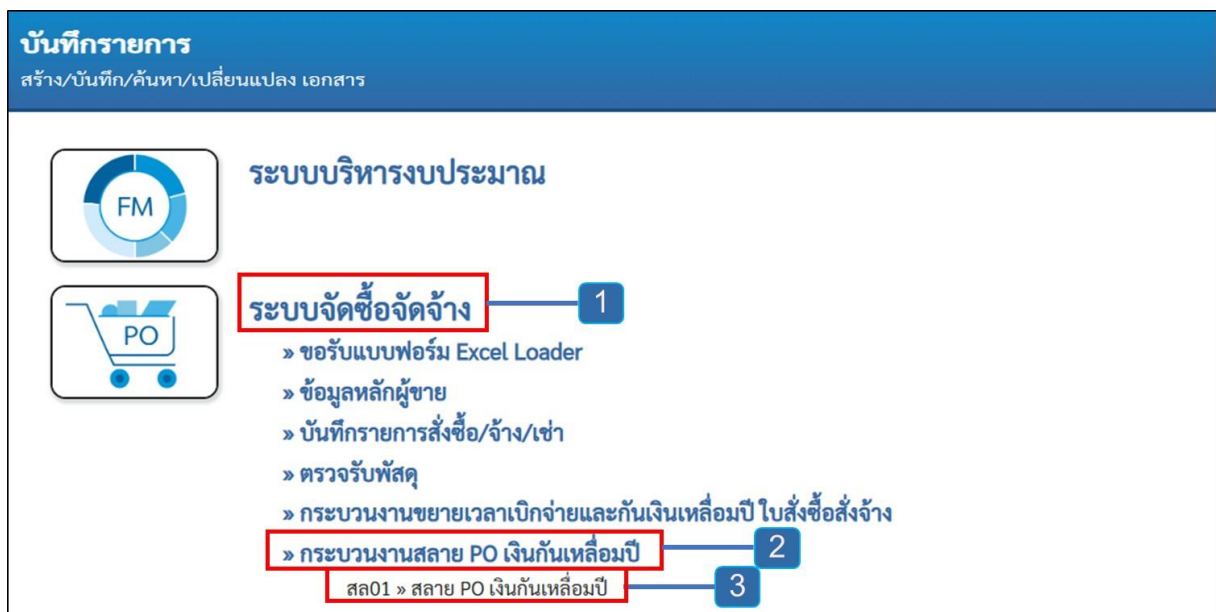 บันทึกรายการ
สร้าง/บันทึก/ค้นหา/เปลี่ยนแปลง เอกสาร
FM
ระบบบริหารงบประมาณ
PO
ระบบจัดซื้อจัดจ้าง 1
» ขอรับแบบฟอร์ม Excel Loader
» ข้อมูลหลักผู้ขาย
» บันทึกรายการสั่งซื้อ/จ้าง/เช่า
» ตรวจรับพัสดุ
» กระบวนงานขยายเวลาเบิกจ่ายและกันเงินเหลื่อมปี ใบสั่งซื้อสั่งจ้าง
» กระบวนงานสลาย PO เงินกันเหลื่อมปี 2
สล01 » สลาย PO เงินกันเหลื่อมปี 3